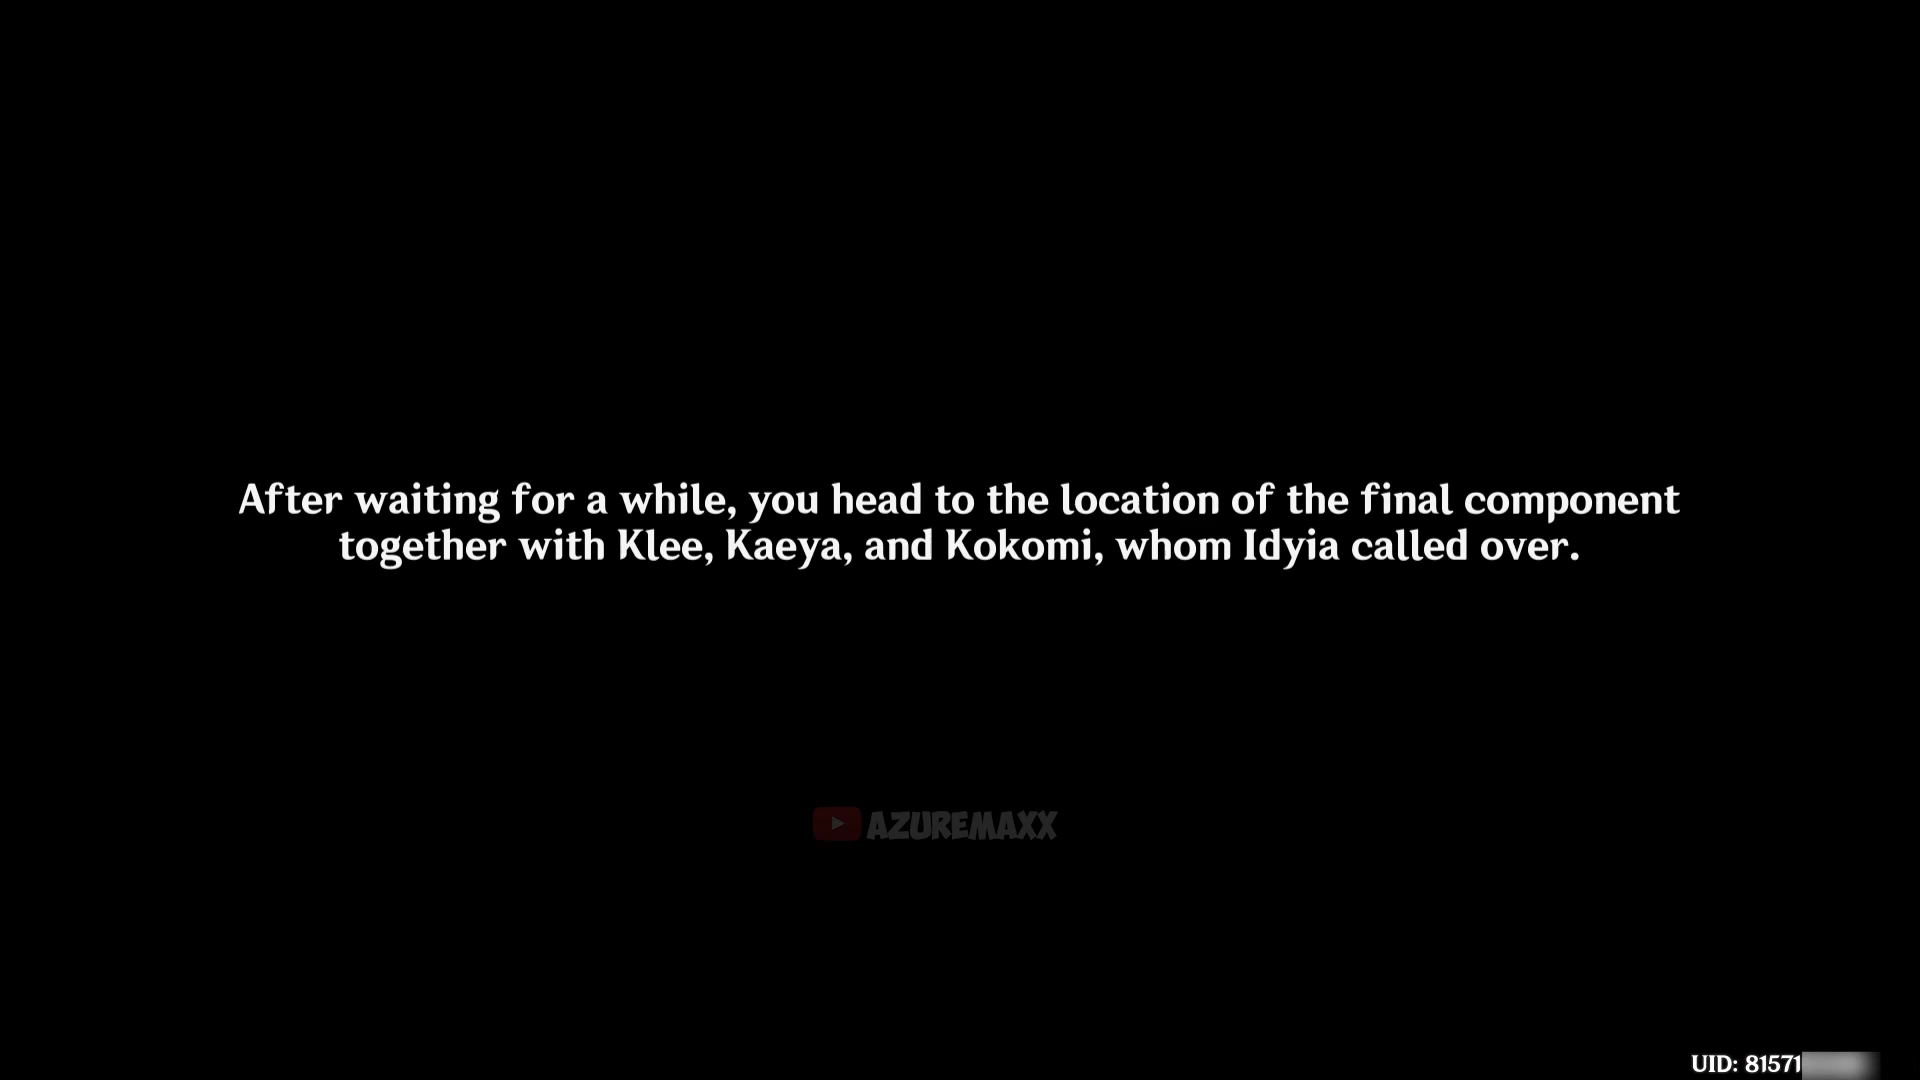 After waiting for a while, you head to the location of the final component
together with Klee, Kaeya, and Kokomi, whom Idyia called over.
AZUREMAXX
UID: 81571